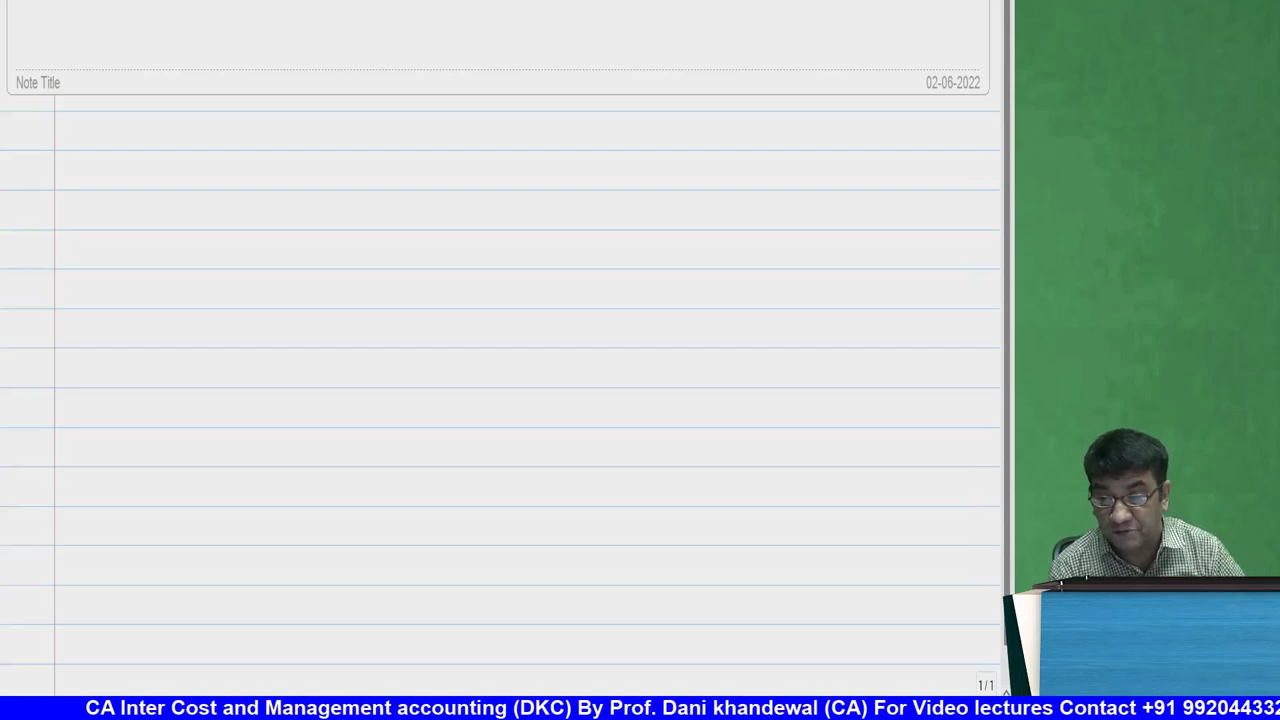 Note Title
02-06-2022
1/1
CA Inter Cost and Management accounting (DKC) By Prof. Dani khandewal (CA) For Video lectures Contact +91 992044332